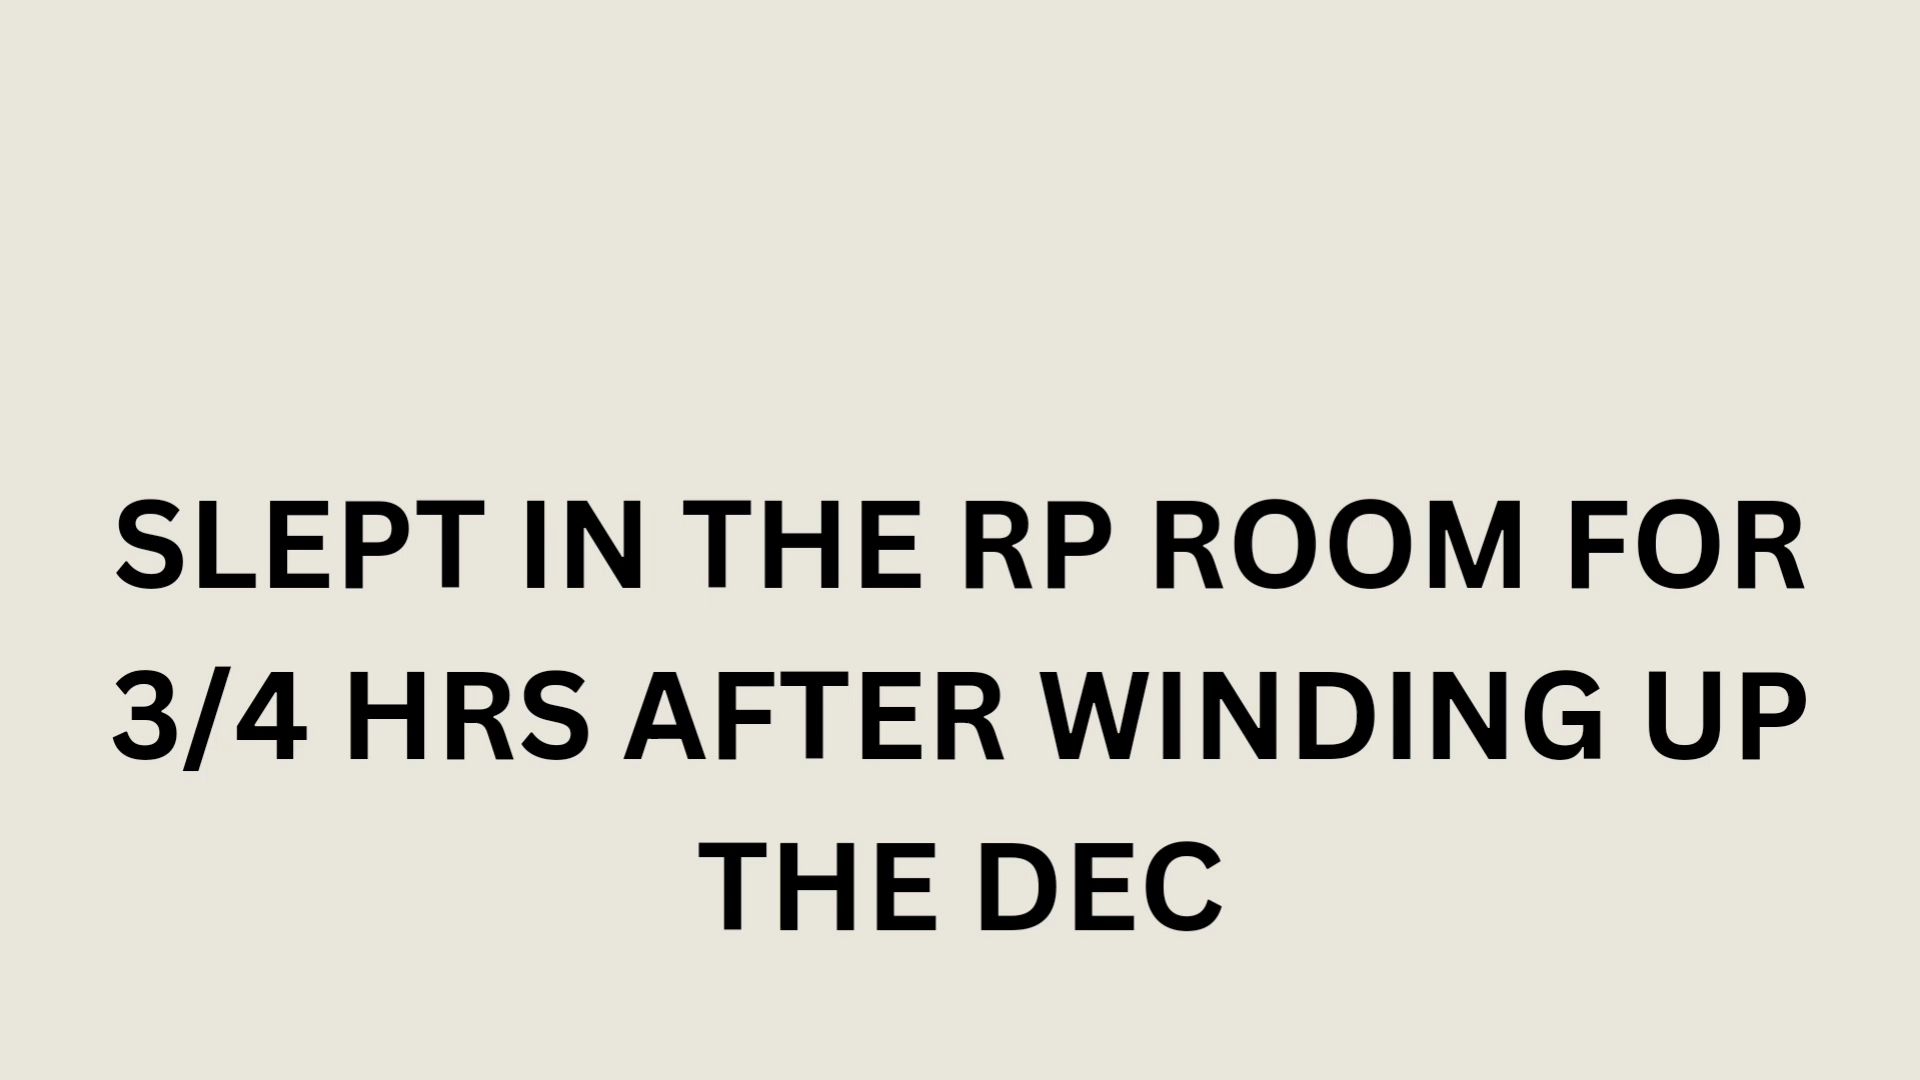 SLEPT IN THE RP ROOM FOR
3/4 HRS AFTER WINDING UP
THE DEC